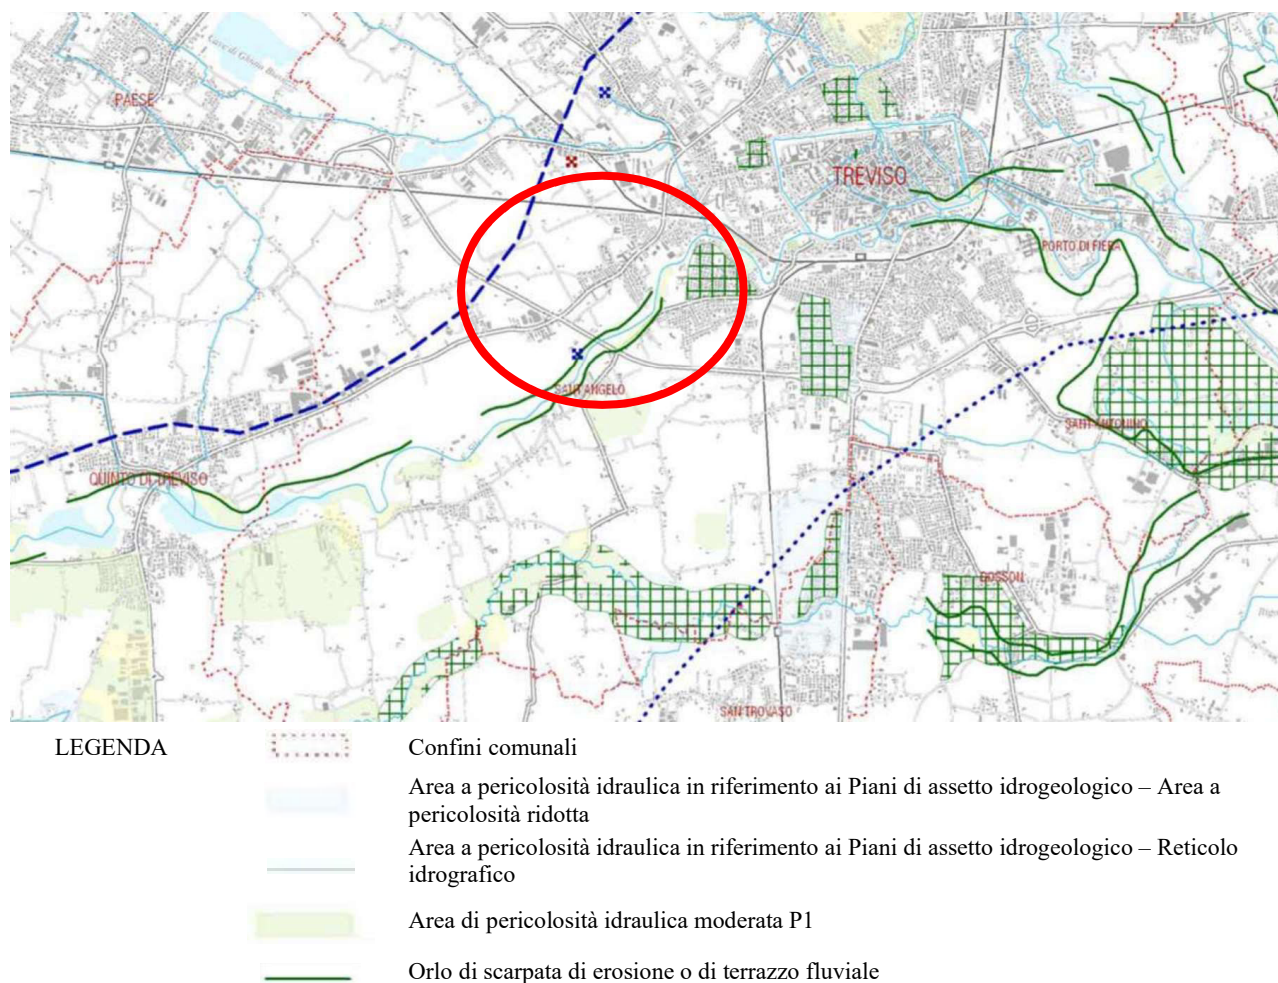 PAESE
TREVISO
PORTO DI FIERA
SANT'ANGELO
SANT'ANTONINO
QUINTO DI TREVISO
DOSSON
SAN TROVASO
LEGENDA
Confini comunali
Area a pericolosità idraulica in riferimento ai Piani di assetto idrogeologico – Area a
pericolosità ridotta
Area a pericolosità idraulica in riferimento ai Piani di assetto idrogeologico – Reticolo
idrografico
Area di pericolosità idraulica moderata P1
Orlo di scarpata di erosione o di terrazzo fluviale